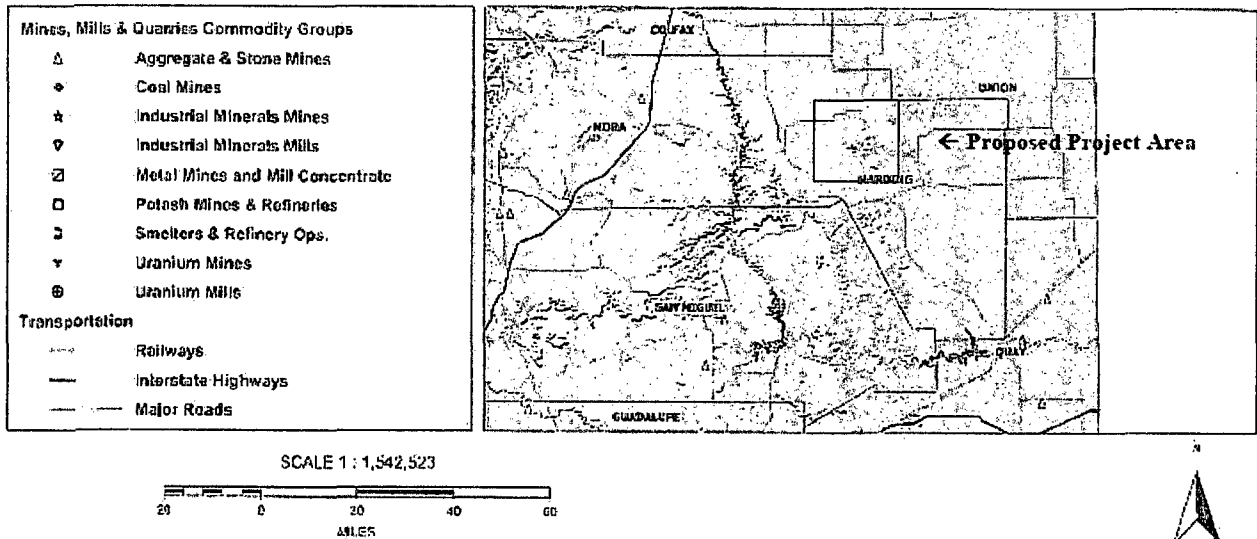 Mines, Mills & Quarries Commodity Groups
Aggregate & Stone Mines
Coal Mines
Industrial Minerals Mines
Industrial Minerals Mills
Metal Mines and Mill Concentrate
Potash Mines & Refineries
Smelters & Refinery Ops.
Uranium Mines
Uranium Mills
Transportation
Railways
Interstate Highways
Major Roads
COLFAX
UNION
MORA
← Proposed Project Area
HARDING
SAN MIGUEL
QUAY
GUADALUPE
SCALE 1 : 1,542,523
20 0 20 40 60
MILES
N